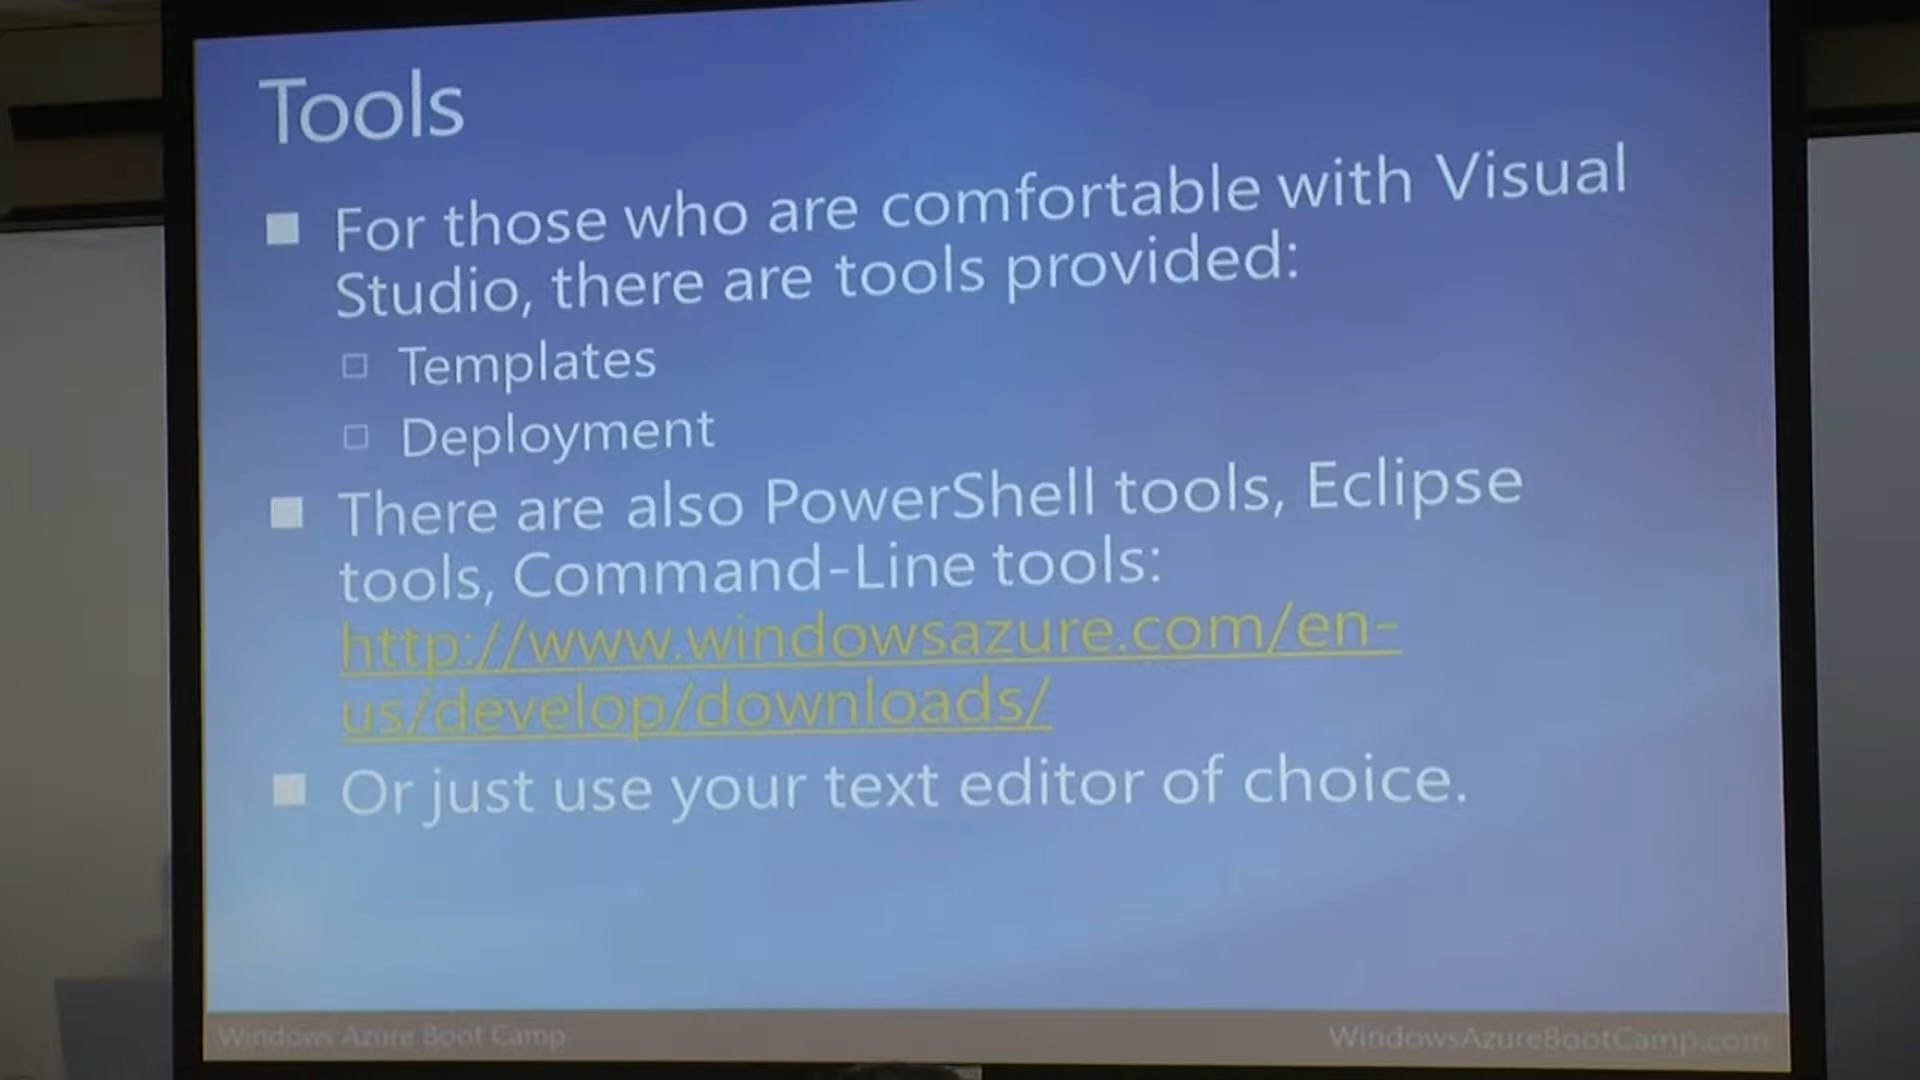 Tools
For those who are comfortable with Visual
Studio, there are tools provided:
Templates
Deployment
There are also PowerShell tools, Eclipse
tools, Command-Line tools:
http://www.windowsazure.com/en-
us/develop/downloads/
Or just use your text editor of choice.
Windows Azure Boot Camp
WindowsAzureBootCamp.com